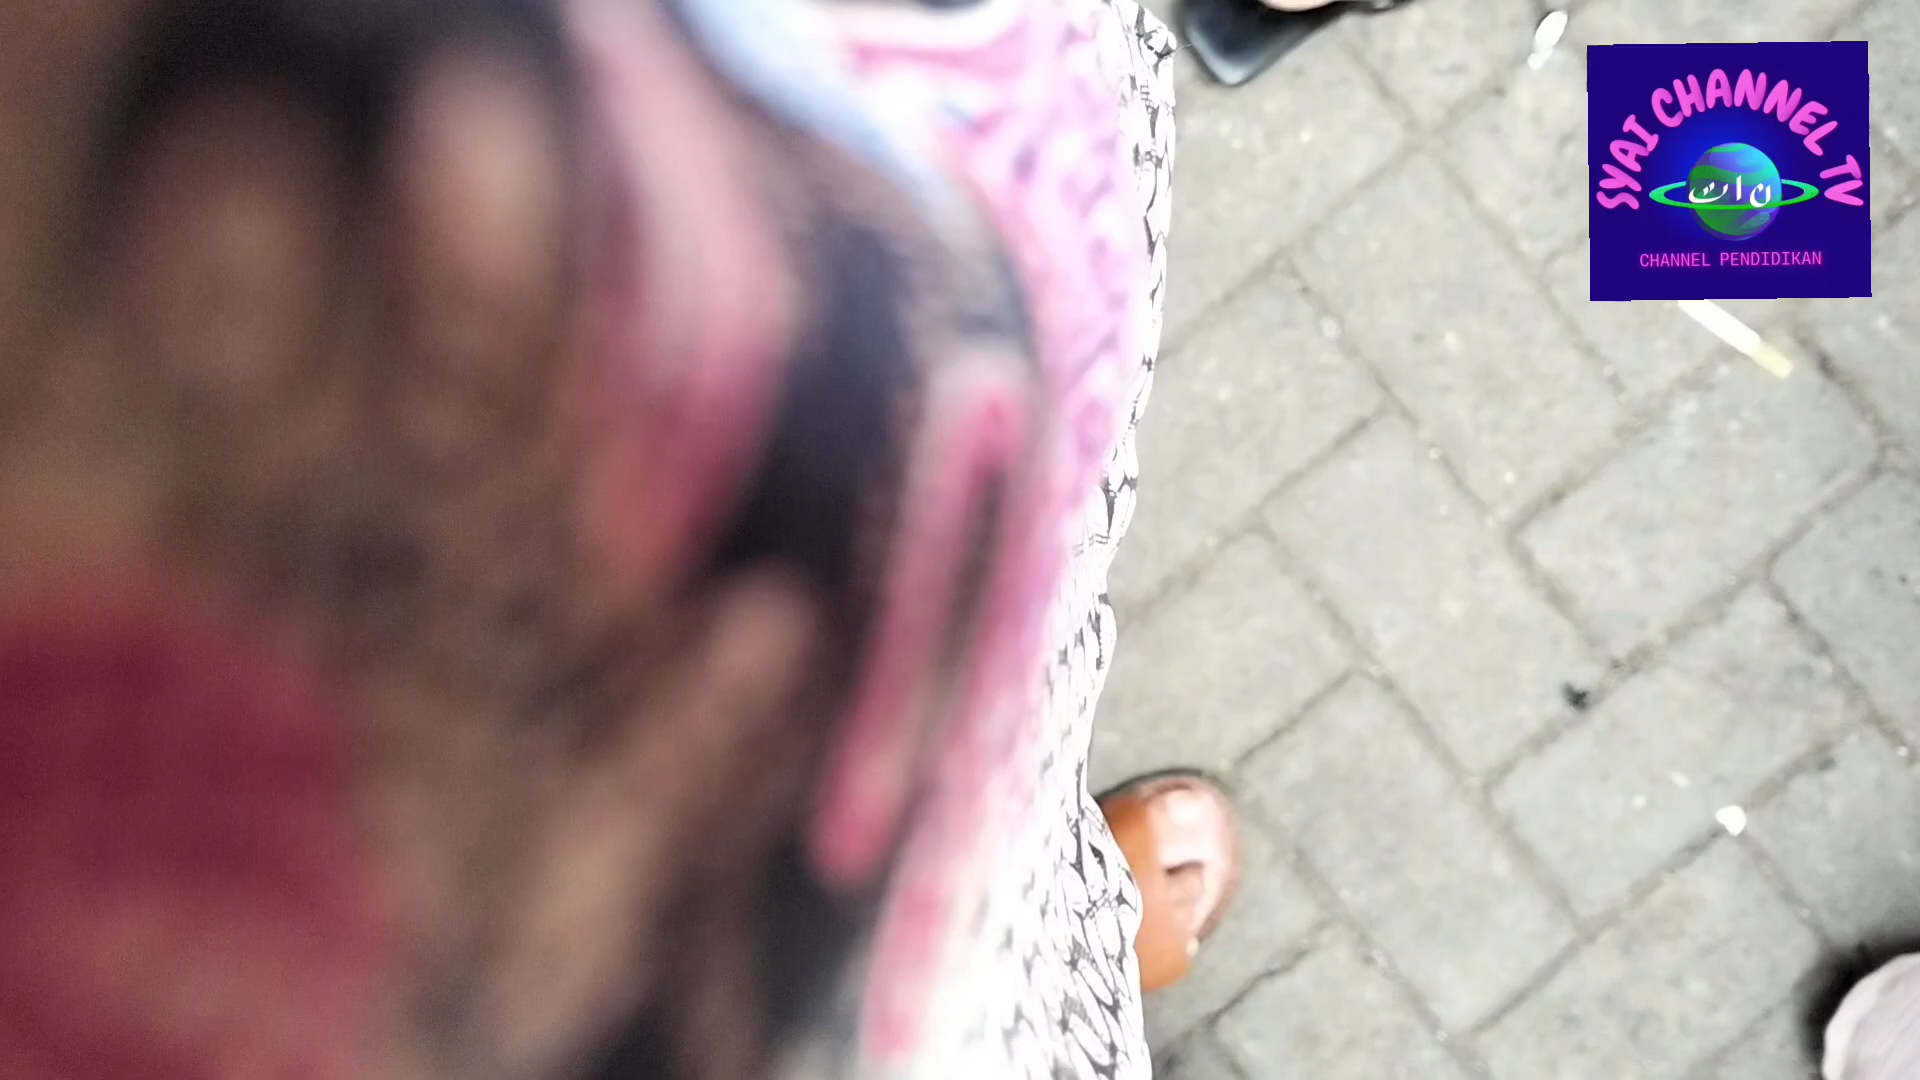 SYAI CHANNEL TV
ن ا ت
CHANNEL PENDIDIKAN